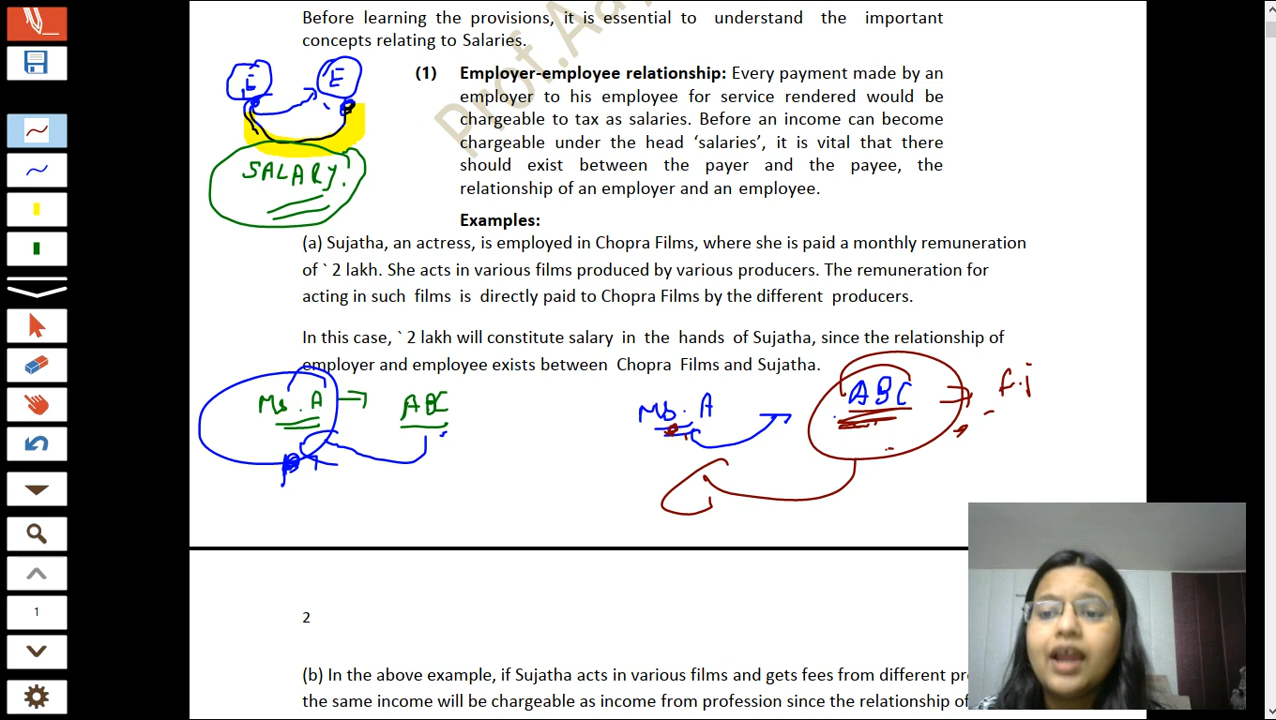 Before learning the provisions, it is essential to understand the important
concepts relating to Salaries.
(1) Employer-employee relationship: Every payment made by an
employer to his employee for service rendered would be
chargeable to tax as salaries. Before an income can become
chargeable under the head ‘salaries’, it is vital that there
should exist between the payer and the payee, the
relationship of an employer and an employee.
E E
SALARY.
Prof.
Examples:
(a) Sujatha, an actress, is employed in Chopra Films, where she is paid a monthly remuneration
of ` 2 lakh. She acts in various films produced by various producers. The remuneration for
acting in such films is directly paid to Chopra Films by the different producers.
In this case, ` 2 lakh will constitute salary in the hands of Sujatha, since the relationship of
employer and employee exists between Chopra Films and Sujatha.
Ms. A ABC
Ms. A ABC
2
(b) In the above example, if Sujatha acts in various films and gets fees from different
the same income will be chargeable as income from profession since the relationship of
1